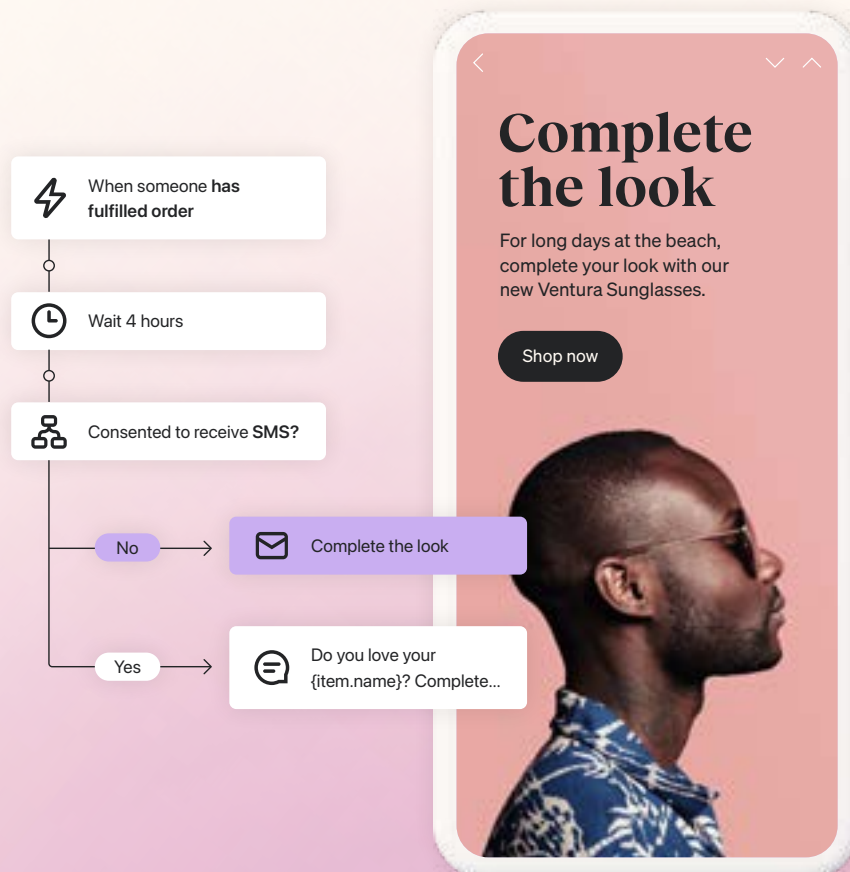 Complete
the look
For long days at the beach,
complete your look with our
new Ventura Sunglasses.
Shop now
When someone has
fulfilled order
Wait 4 hours
Consented to receive SMS?
No
Complete the look
Yes
Do you love your
{item.name}? Complete...